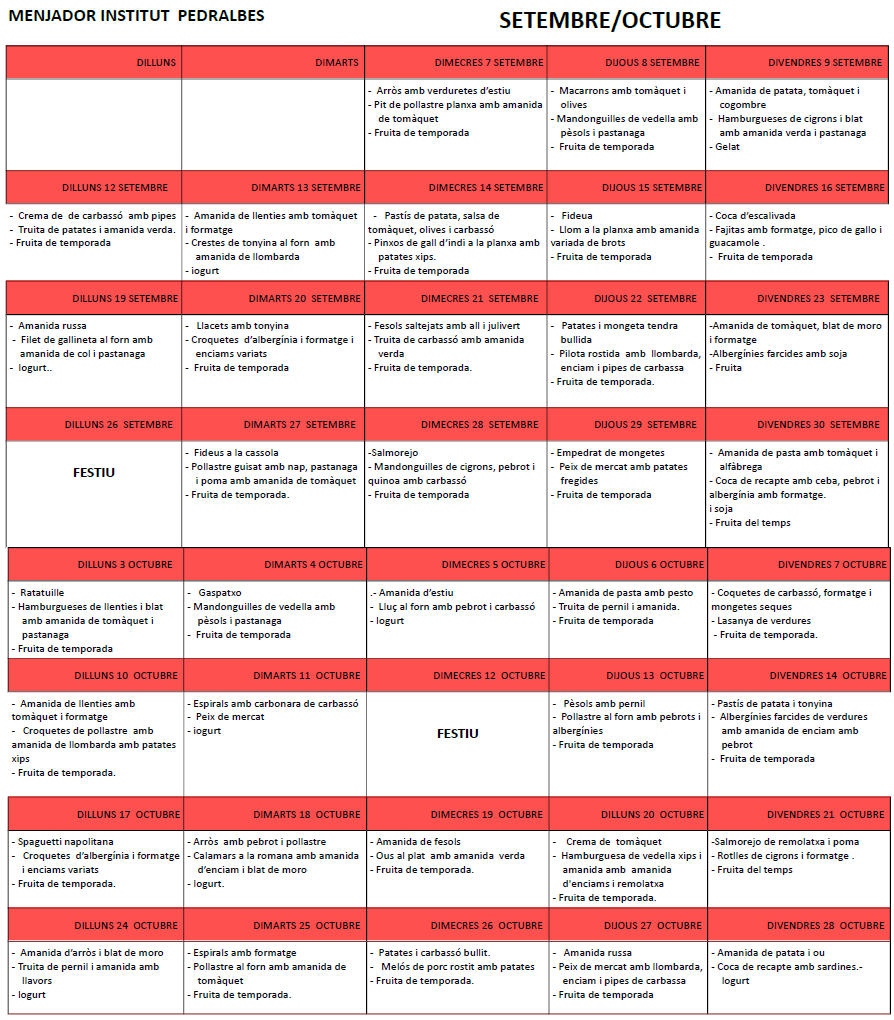 MENJADOR INSTITUT PEDRALBES
SETEMBRE/OCTUBRE
DILLUNS
DIMARTS
DIMECRES 7 SETEMBRE
DIJOUS 8 SETEMBRE
DIVENDRES 9 SETEMBRE
- Arròs amb verduretes d'estiu
- Pit de pollastre planxa amb amanida
de tomàquet
- Fruita de temporada
- Macarrons amb tomàquet i
olives
- Mandonguilles de vedella amb
pèsols i pastanaga
- Fruita de temporada
- Amanida de patata, tomàquet i
cogombre
- Hamburgueses de cigrons i blat
amb amanida verda i pastanaga
- Gelat
DILLUNS 12 SETEMBRE
DIMARTS 13 SETEMBRE
DIMECRES 14 SETEMBRE
DIJOUS 15 SETEMBRE
DIVENDRES 16 SETEMBRE
- Crema de de carbassó amb pipes
- Truita de patates i amanida verda.
- Fruita de temporada
- Amanida de llenties amb tomàquet
i formatge
- Crestes de tonyina al forn amb
amanida de llombarda
- iogurt
- Pastís de patata, salsa de
tomàquet, olives i carbassó
- Pinxos de gall d'indi a la planxa amb
patates xips.
- Fruita de temporada
- Fideua
- Llom a la planxa amb amanida
variada de brots
- Fruita de temporada
- Coca d'escalivada
- Fajitas amb formatge, pico de gallo i
guacamole .
- Fruita de temporada
DILLUNS 19 SETEMBRE
DIMARTS 20 SETEMBRE
DIMECRES 21 SETEMBRE
DIJOUS 22 SETEMBRE
DIVENDRES 23 SETEMBRE
- Amanida russa
- Filet de gallineta al forn amb
amanida de col i pastanaga
- Iogurt..
- Llacets amb tonyina
- Croquetes d'albergínia i formatge i
enciams variats
- Fruita de temporada
- Fesols saltejats amb all i julivert
- Truita de carbassó amb amanida
verda
- Fruita de temporada.
- Patates i mongeta tendra
bullida
- Pilota rostida amb llombarda,
enciam i pipes de carbassa
- Fruita de temporada.
-Amanida de tomàquet, blat de moro
i formatge
-Albergínies farcides amb soja
- Fruita
DILLUNS 26 SETEMBRE
DIMARTS 27 SETEMBRE
DIMECRES 28 SETEMBRE
DIJOUS 29 SETEMBRE
DIVENDRES 30 SETEMBRE
FESTIU
- Fideus a la cassola
- Pollastre guisat amb nap, pastanaga
i poma amb amanida de tomàquet
- Fruita de temporada.
-Salmorejo
- Mandonguilles de cigrons, pebrot i
quinoa amb carbassó
- Fruita de temporada
- Empedrat de mongetes
- Peix de mercat amb patates
fregides
- Fruita de temporada
- Amanida de pasta amb tomàquet i
alfàbrega
- Coca de recapte amb ceba, pebrot i
albergínia amb formatge.
i soja
- Fruita del temps
DILLUNS 3 OCTUBRE
DIMARTS 4 OCTUBRE
DIMECRES 5 OCTUBRE
DIJOUS 6 OCTUBRE
DIVENDRES 7 OCTUBRE
- Ratatuille
- Hamburgueses de llenties i blat
amb amanida de tomàquet i
pastanaga
- Fruita de temporada
- Gaspatxo
- Mandonguilles de vedella amb
pèsols i pastanaga
- Fruita de temporada
.- Amanida d'estiu
- Lluç al forn amb pebrot i carbassó
- Iogurt
- Amanida de pasta amb pesto
- Truita de pernil i amanida.
- Fruita de temporada
- Coquetes de carbassó, formatge i
mongetes seques
- Lasanya de verdures
- Fruita de temporada.
DILLUNS 10 OCTUBRE
DIMARTS 11 OCTUBRE
DIMECRES 12 OCTUBRE
DIJOUS 13 OCTUBRE
DIVENDRES 14 OCTUBRE
- Amanida de llenties amb
tomàquet i formatge
- Croquetes de pollastre amb
amanida de llombarda amb patates
xips
- Fruita de temporada.
- Espirals amb carbonara de carbassó
- Peix de mercat
- iogurt
FESTIU
- Pèsols amb pernil
- Pollastre al forn amb pebrots i
albergínies
- Fruita de temporada
- Pastís de patata i tonyina
- Albergínies farcides de verdures
amb amanida de enciam amb
pebrot
- Fruita de temporada
DILLUNS 17 OCTUBRE
DIMARTS 18 OCTUBRE
DIMECRES 19 OCTUBRE
DILLUNS 20 OCTUBRE
DIVENDRES 21 OCTUBRE
- Spaguetti napolitana
- Croquetes d'albergínia i formatge
i enciams variats
- Fruita de temporada.
- Arròs amb pebrot i pollastre
- Calamars a la romana amb amanida
d'enciam i blat de moro
- Iogurt.
- Amanida de fesols
- Ous al plat amb amanida verda
- Fruita de temporada.
- Crema de tomàquet
- Hamburguesa de vedella xips i
amanida amb amanida
d'enciams i remolatxa
- Fruita de temporada.
-Salmorejo de remolatxa i poma
- Rotlles de cigrons i formatge .
- Fruita del temps
DILLUNS 24 OCTUBRE
DIMARTS 25 OCTUBRE
DIMECRES 26 OCTUBRE
DIJOUS 27 OCTUBRE
DIVENDRES 28 OCTUBRE
- Amanida d'arròs i blat de moro
- Truita de pernil i amanida amb
llavors
- Iogurt
- Espirals amb formatge
- Pollastre al forn amb amanida de
tomàquet
- Fruita de temporada.
- Patates i carbassó bullit.
- Melós de porc rostit amb patates
- Fruita de temporada.
- Amanida russa
- Peix de mercat amb llombarda,
enciam i pipes de carbassa
- Fruita de temporada
- Amanida de patata i ou
- Coca de recapte amb sardines.-
Iogurt